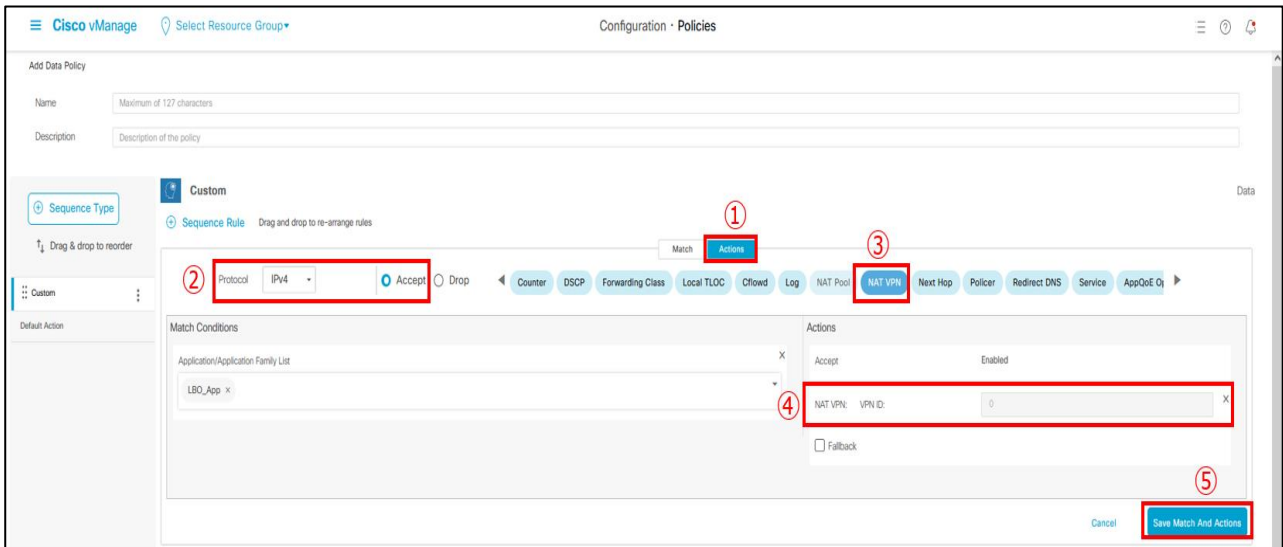 Cisco vManage Select Resource Group▾ Configuration · Policies
Add Data Policy
Name Maximum of 127 characters
Description Description of the policy
Custom Data
Sequence Type
Sequence Rule Drag and drop to re-arrange rules
①
Drag & drop to reorder
Match Actions
② ③
Protocol IPv4 Accept Drop Counter DSCP Forwarding Class Local TLOC Cflowd Log NAT Pool NAT VPN Next Hop Policer Redirect DNS Service AppQoE
Custom
Default Action
Match Conditions Actions
Application/Application Family List X Accept Enabled
LBO_App ×
④ NAT VPN: VPN ID: 0 X
Fallback
⑤
Cancel Save Match And Actions